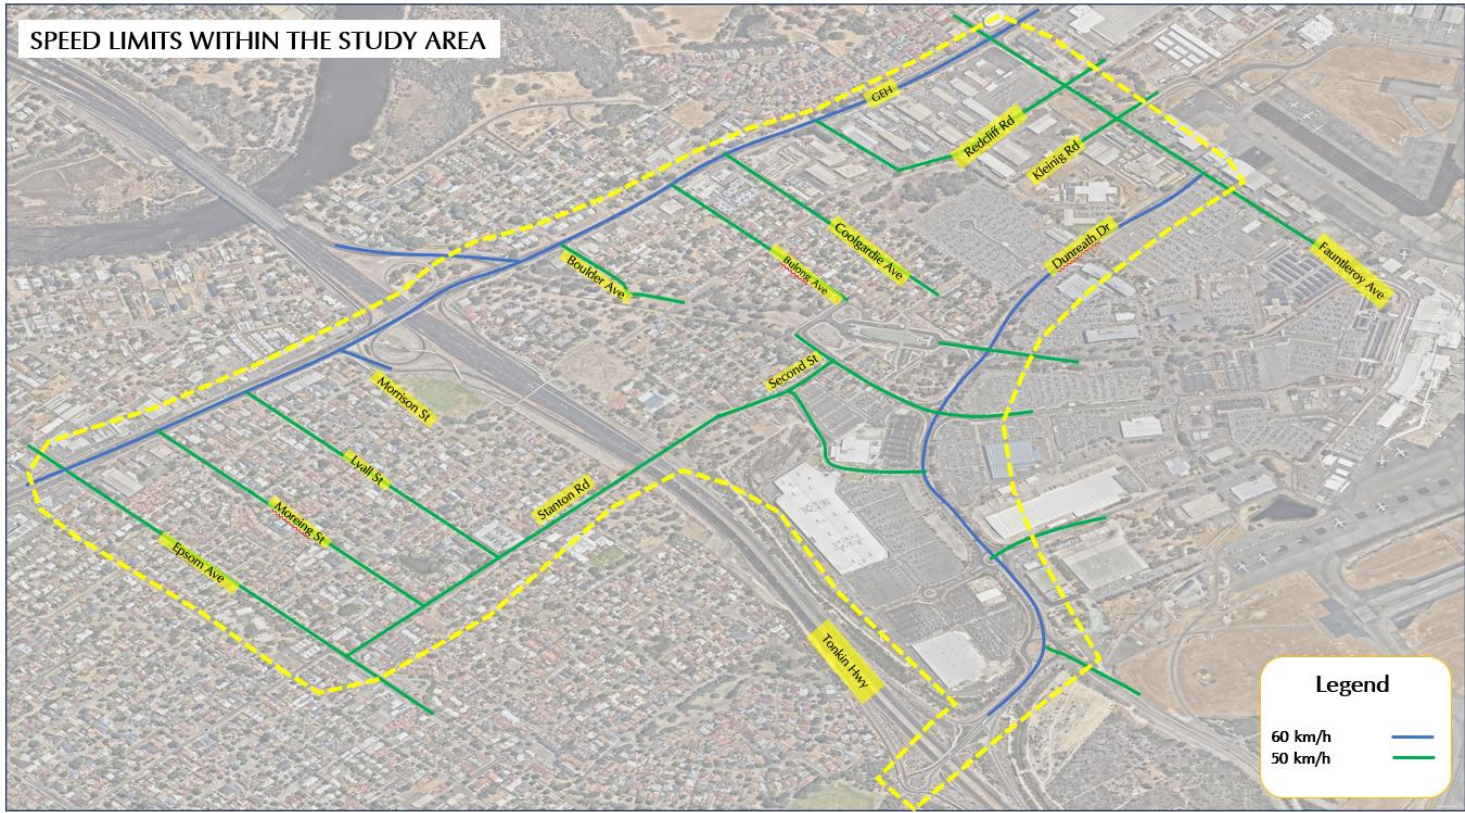 SPEED LIMITS WITHIN THE STUDY AREA
GEH
Redcliff Rd
Kleinig Rd
Coolgardie Ave
Bulong Ave
Boulder Ave
Dunreath Dr
Fauntleroy Ave
Second St
Morrison St
Lyall St
Stanton Rd
Moreing St
Epsom Ave
Tonkin Hwy
Legend
60 km/h
50 km/h